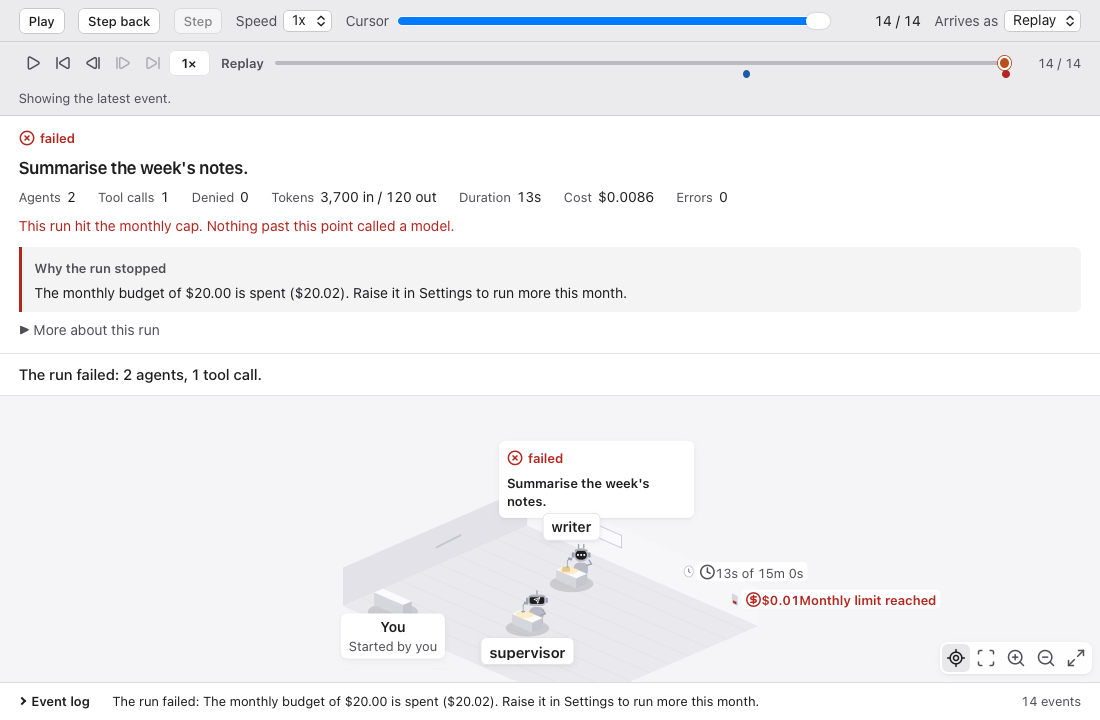 Play Step back Step Speed 1x Cursor 14 / 14 Arrives as Replay
1× Replay 14 / 14
Showing the latest event.
failed
Summarise the week's notes.
Agents 2 Tool calls 1 Denied 0 Tokens 3,700 in / 120 out Duration 13s Cost $0.0086 Errors 0
This run hit the monthly cap. Nothing past this point called a model.
Why the run stopped
The monthly budget of $20.00 is spent ($20.02). Raise it in Settings to run more this month.
More about this run
The run failed: 2 agents, 1 tool call.
failed
Summarise the week's
notes.
writer
13s of 15m 0s
$0.01Monthly limit reached
You
Started by you
supervisor
Event log The run failed: The monthly budget of $20.00 is spent ($20.02). Raise it in Settings to run more this month. 14 events